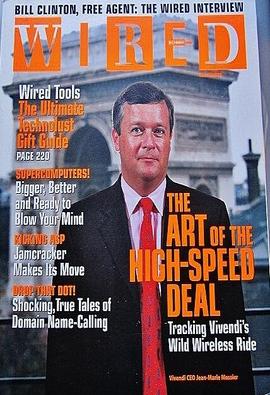 BILL CLINTON, FREE AGENT: THE WIRED INTERVIEW
WIRED
Wired Tools
The Ultimate
Technolust
Gift Guide
PAGE 220
SUPERCOMPUTERS!
Bigger, Better
and Ready to
Blow Your Mind
KICKING ASP
Jamcracker
Makes Its Move
DROP THAT DOT!
Shocking, True Tales of
Domain Name-Calling
THE
ART OF THE
HIGH-SPEED
DEAL
Tracking Vivendi's
Wild Wireless Ride
Vivendi CEO Jean-Marie Messier